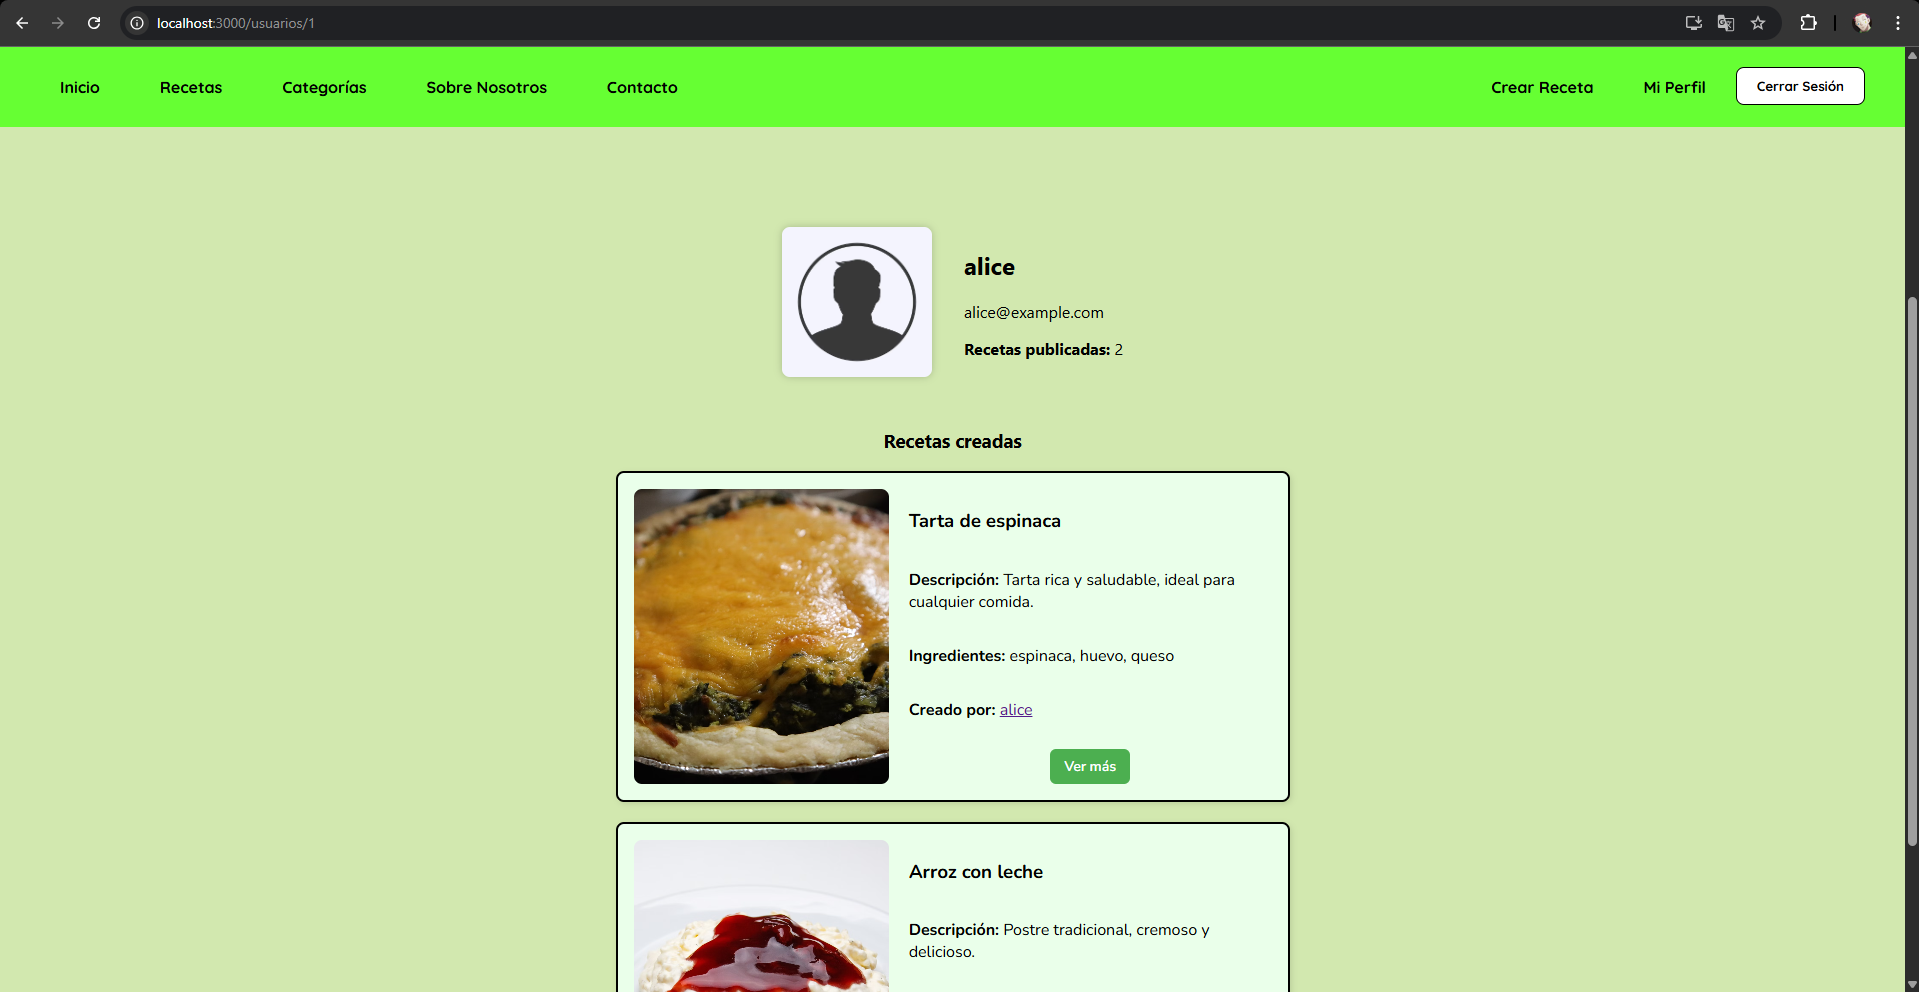 localhost:3000/usuarios/1
Inicio Recetas Categorías Sobre Nosotros Contacto Crear Receta Mi Perfil Cerrar Sesión
alice
alice@example.com
Recetas publicadas: 2
Recetas creadas
Tarta de espinaca
Descripción: Tarta rica y saludable, ideal para
cualquier comida.
Ingredientes: espinaca, huevo, queso
Creado por: alice
Ver más
Arroz con leche
Descripción: Postre tradicional, cremoso y
delicioso.